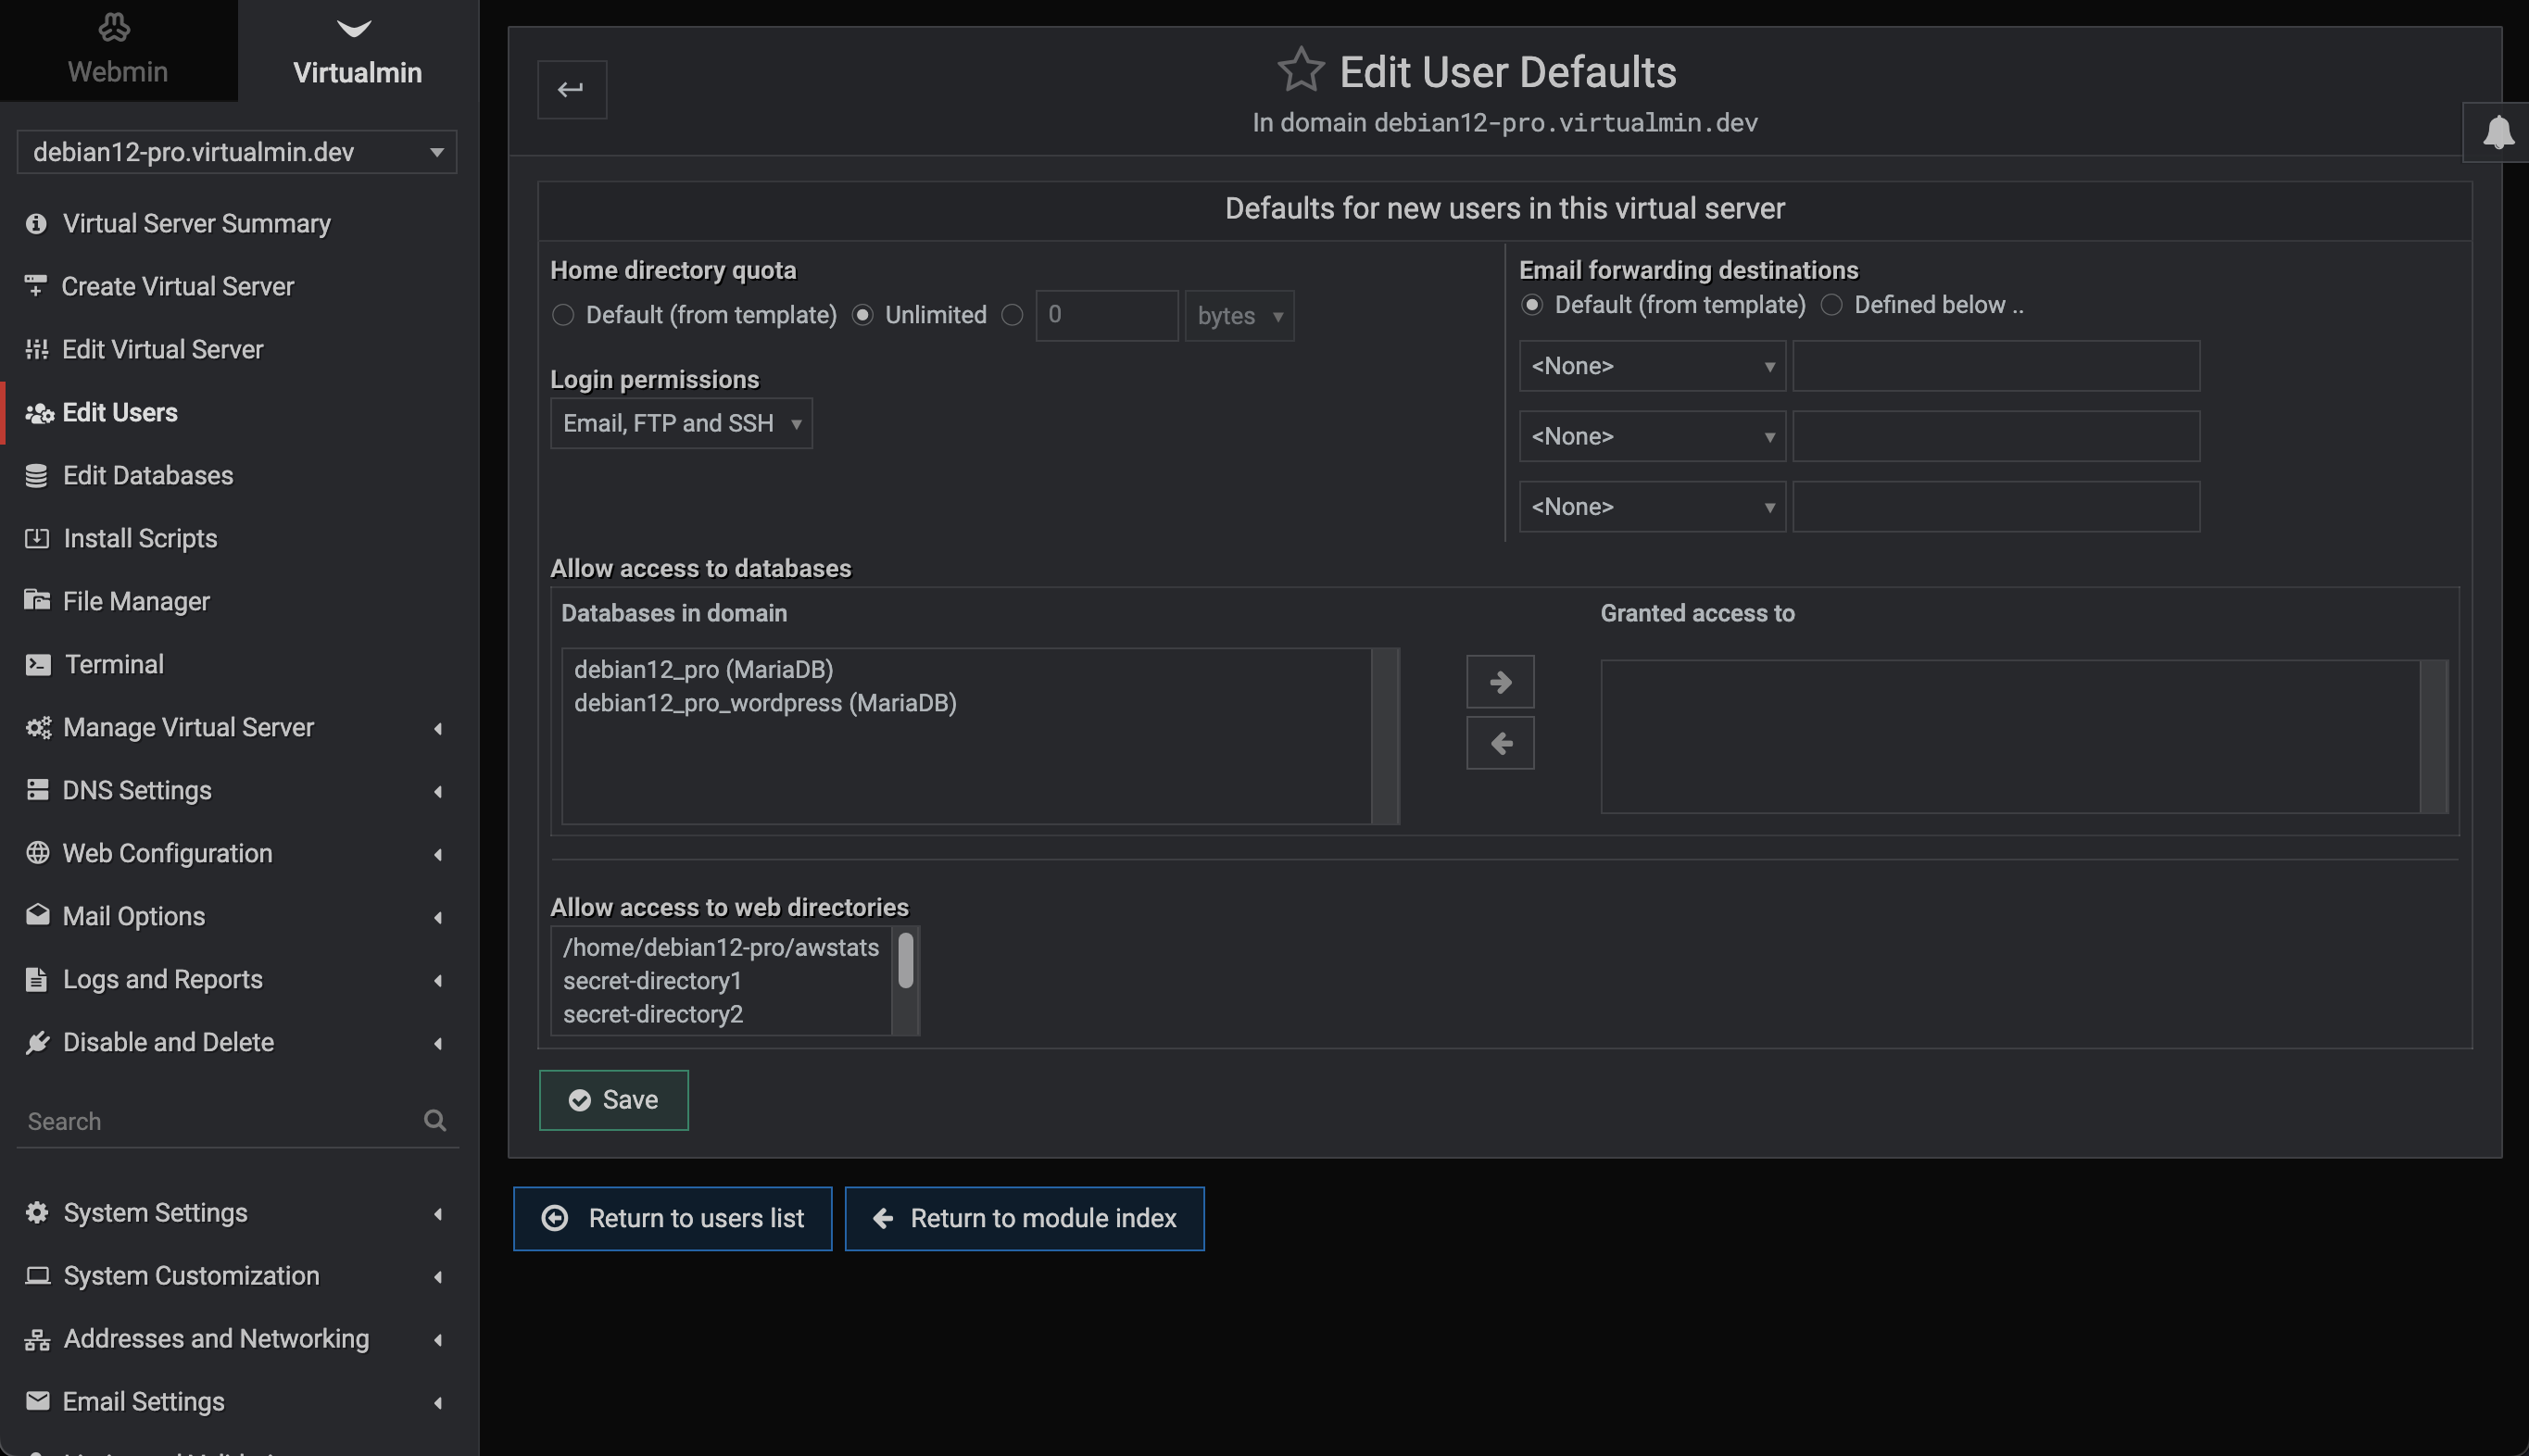 Webmin
Virtualmin
debian12-pro.virtualmin.dev
Virtual Server Summary
Create Virtual Server
Edit Virtual Server
Edit Users
Edit Databases
Install Scripts
File Manager
Terminal
Manage Virtual Server
DNS Settings
Web Configuration
Mail Options
Logs and Reports
Disable and Delete
Search
System Settings
System Customization
Addresses and Networking
Email Settings
Edit User Defaults
In domain debian12-pro.virtualmin.dev
Defaults for new users in this virtual server
Home directory quota
Default (from template) Unlimited 0 bytes
Login permissions
Email, FTP and SSH
Email forwarding destinations
Default (from template) Defined below ..
<None>
<None>
<None>
Allow access to databases
Databases in domain
debian12_pro (MariaDB)
debian12_pro_wordpress (MariaDB)
Granted access to
Allow access to web directories
/home/debian12-pro/awstats
secret-directory1
secret-directory2
Save
Return to users list
Return to module index